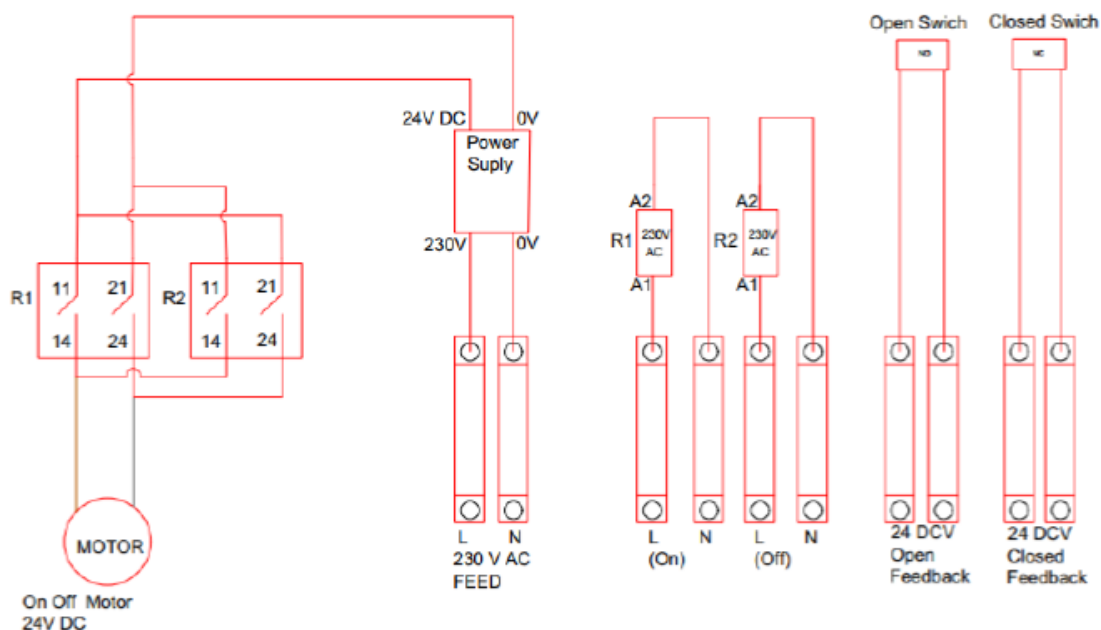 Open Swich
Closed Swich
NO
NC
24V DC
0V
Power
Suply
230V
0V
A2
A2
R1
230V
AC
R2
230V
AC
A1
A1
R1
11
21
R2
11
21
14
24
14
24
MOTOR
On Off Motor
24V DC
L
N
230 V AC
FEED
L
(On)
N
L
(Off)
N
24 DCV
Open
Feedback
24 DCV
Closed
Feedback